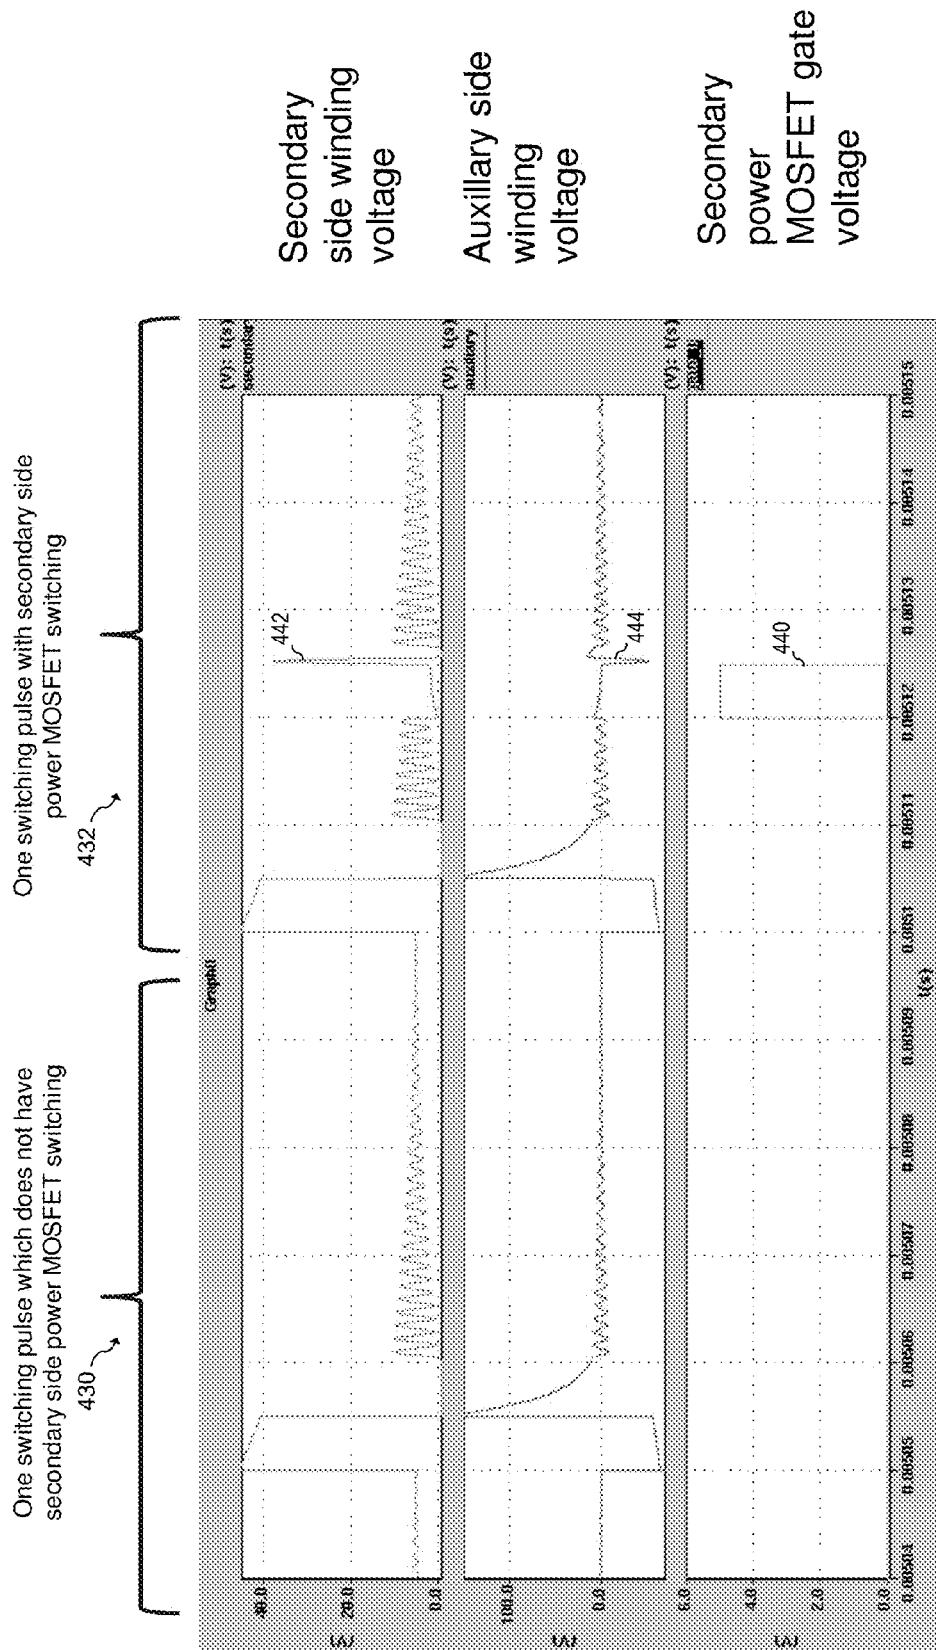 One switching pulse which does not have
secondary side power MOSFET switching
430
One switching pulse with secondary side
power MOSFET switching
432
Graph0
(V) : t(s)
secondar
40.0
20.0
0.0
(V)
442
Secondary
side winding
voltage
(V) : t(s)
auxiliary
100.0
0.0
(V)
444
Auxillary side
winding
voltage
(V) : t(s)
6.0
4.0
2.0
0.0
(V)
440
Secondary
power
MOSFET gate
voltage
0.00504
0.00505
0.00506
0.00507
0.00508
0.00509
0.0051
0.00511
0.00512
0.00513
0.00514
0.00515
t(s)